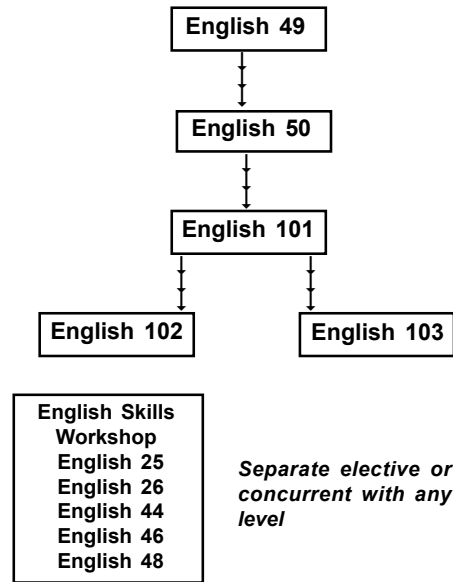 English 49
English 50
English 101
English 102
English 103
English Skills
Workshop
English 25
English 26
English 44
English 46
English 48
Separate elective or
concurrent with any
level